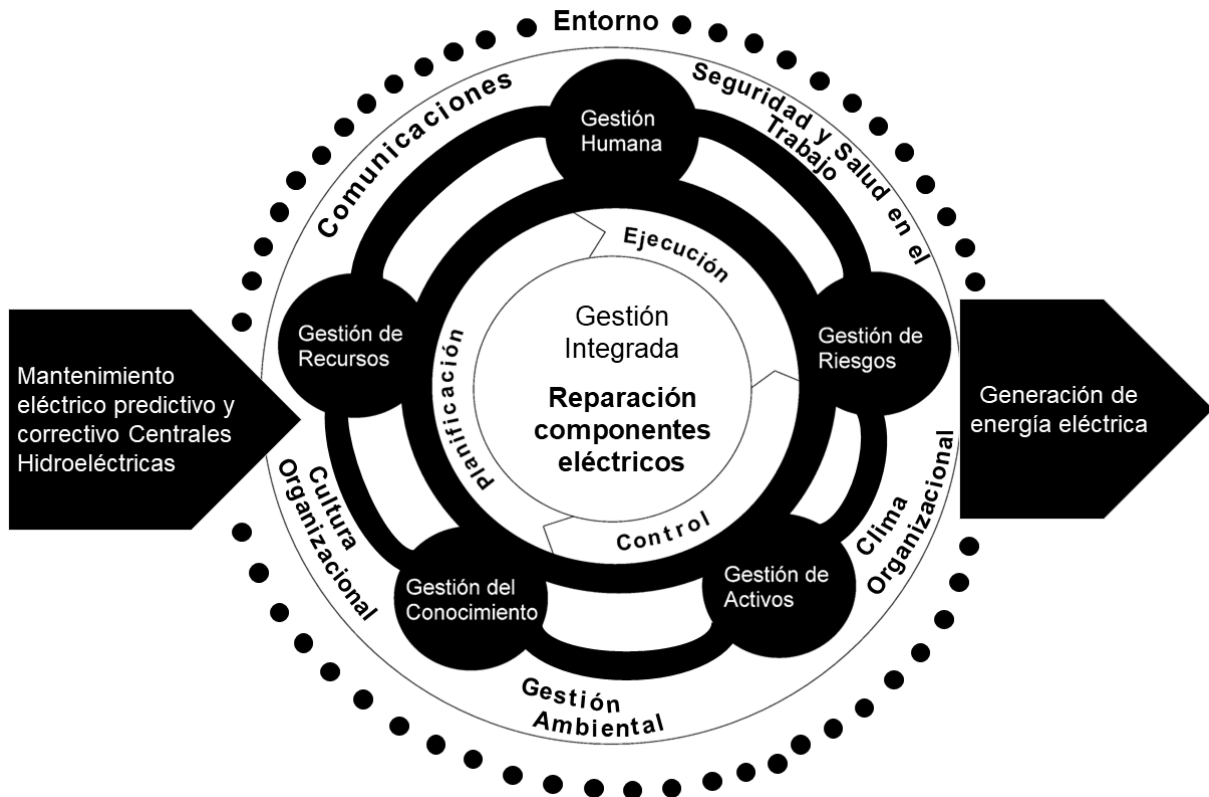 Entorno
Comunicaciones
Seguridad y Salud en el
Trabajo
Gestión
Humana
Ejecución
Gestión de
Recursos
Gestión
Integrada
Gestión de
Riesgos
Planificación
Reparación
componentes
eléctricos
Mantenimiento
eléctrico predictivo y
correctivo Centrales
Hidroeléctricas
Generación de
energía eléctrica
Cultura
Organizacional
Control
Clima
Organizacional
Gestión del
Conocimiento
Gestión de
Activos
Gestión
Ambiental